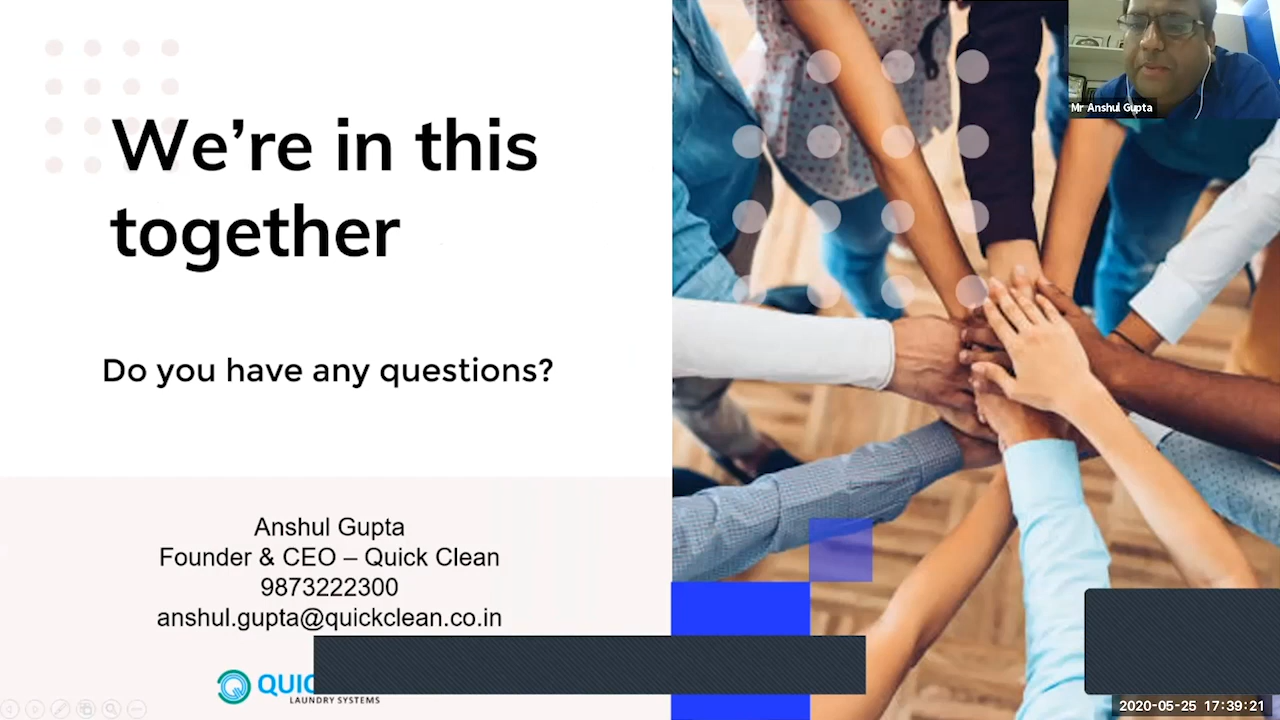 We're in this
together
Do you have any questions?
Anshul Gupta
Founder & CEO – Quick Clean
9873222300
anshul.gupta@quickclean.co.in
LAUNDRY SYSTEMS
Mr Anshul Gupta
2020-05-25 17:39:21